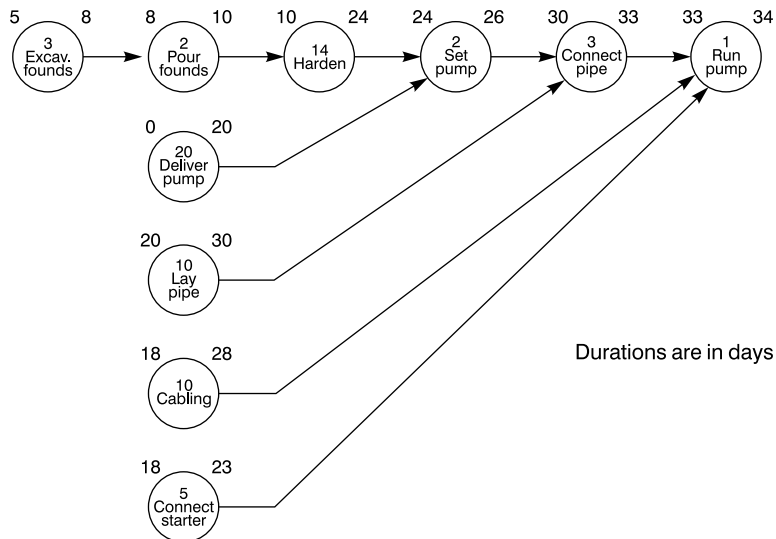 5 8 8 10 10 24 24 26 30 33 33 34
3
Excav.
founds
2
Pour
founds
14
Harden
2
Set
pump
3
Connect
pipe
1
Run
pump
0 20
20
Deliver
pump
20 30
10
Lay
pipe
18 28
10
Cabling
Durations are in days
18 23
5
Connect
starter